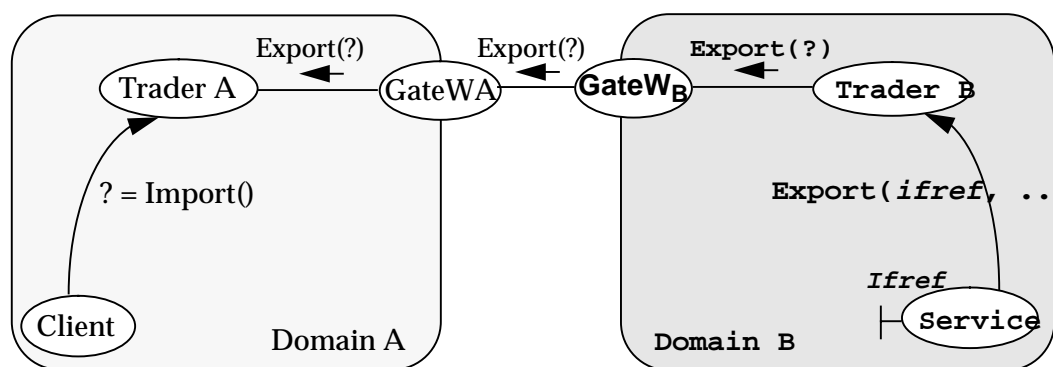 Export(?)
Export(?)
Export(?)
Trader A
GateWA
GateWB
Trader B
? = Import()
Export(ifref, ..
Ifref
Client
Service
Domain A
Domain B